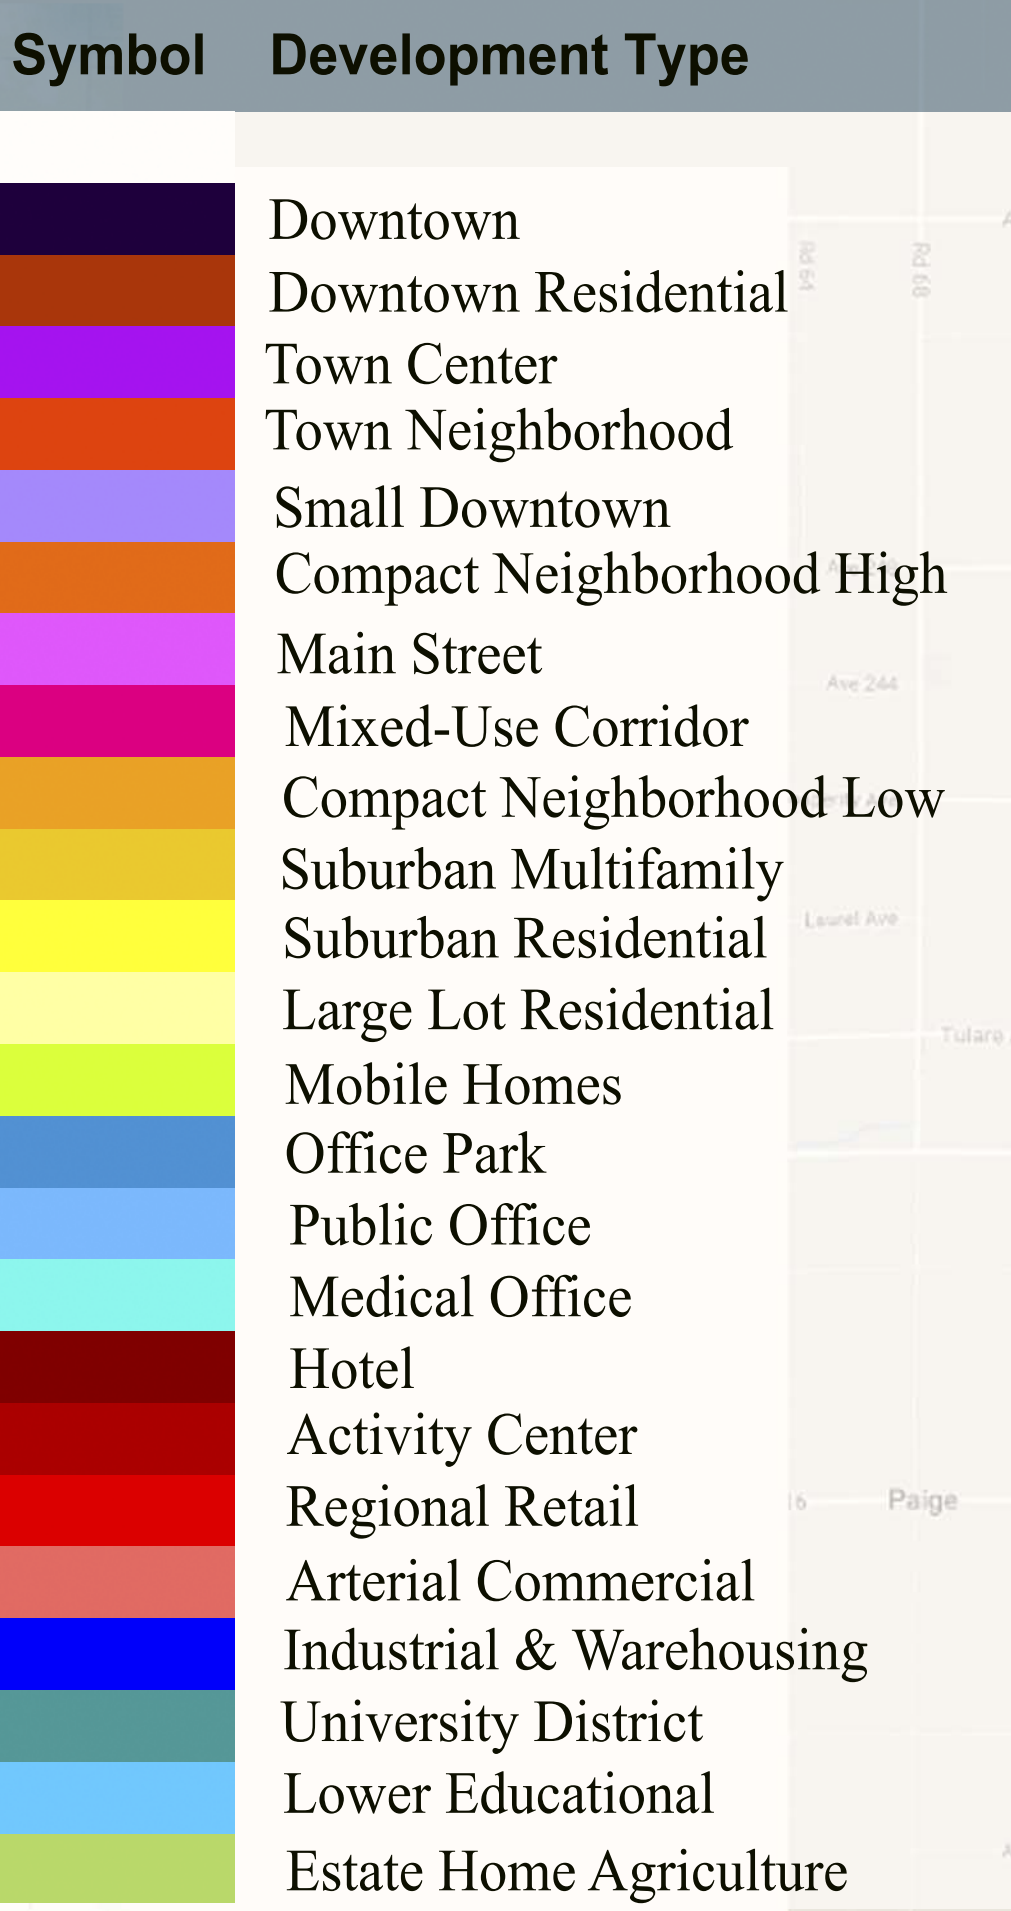 Symbol Development Type
Downtown
Rd 64
Rd 68
Downtown Residential
Town Center
Town Neighborhood
Small Downtown
Compact Neighborhood High
Main Street
Ave 244
Mixed-Use Corridor
Compact Neighborhood Low
Suburban Multifamily
Laurel Ave
Suburban Residential
Large Lot Residential
Tulare
Mobile Homes
Office Park
Public Office
Medical Office
Hotel
Activity Center
Regional Retail
Paige
Arterial Commercial
Industrial & Warehousing
University District
Lower Educational
Estate Home Agriculture